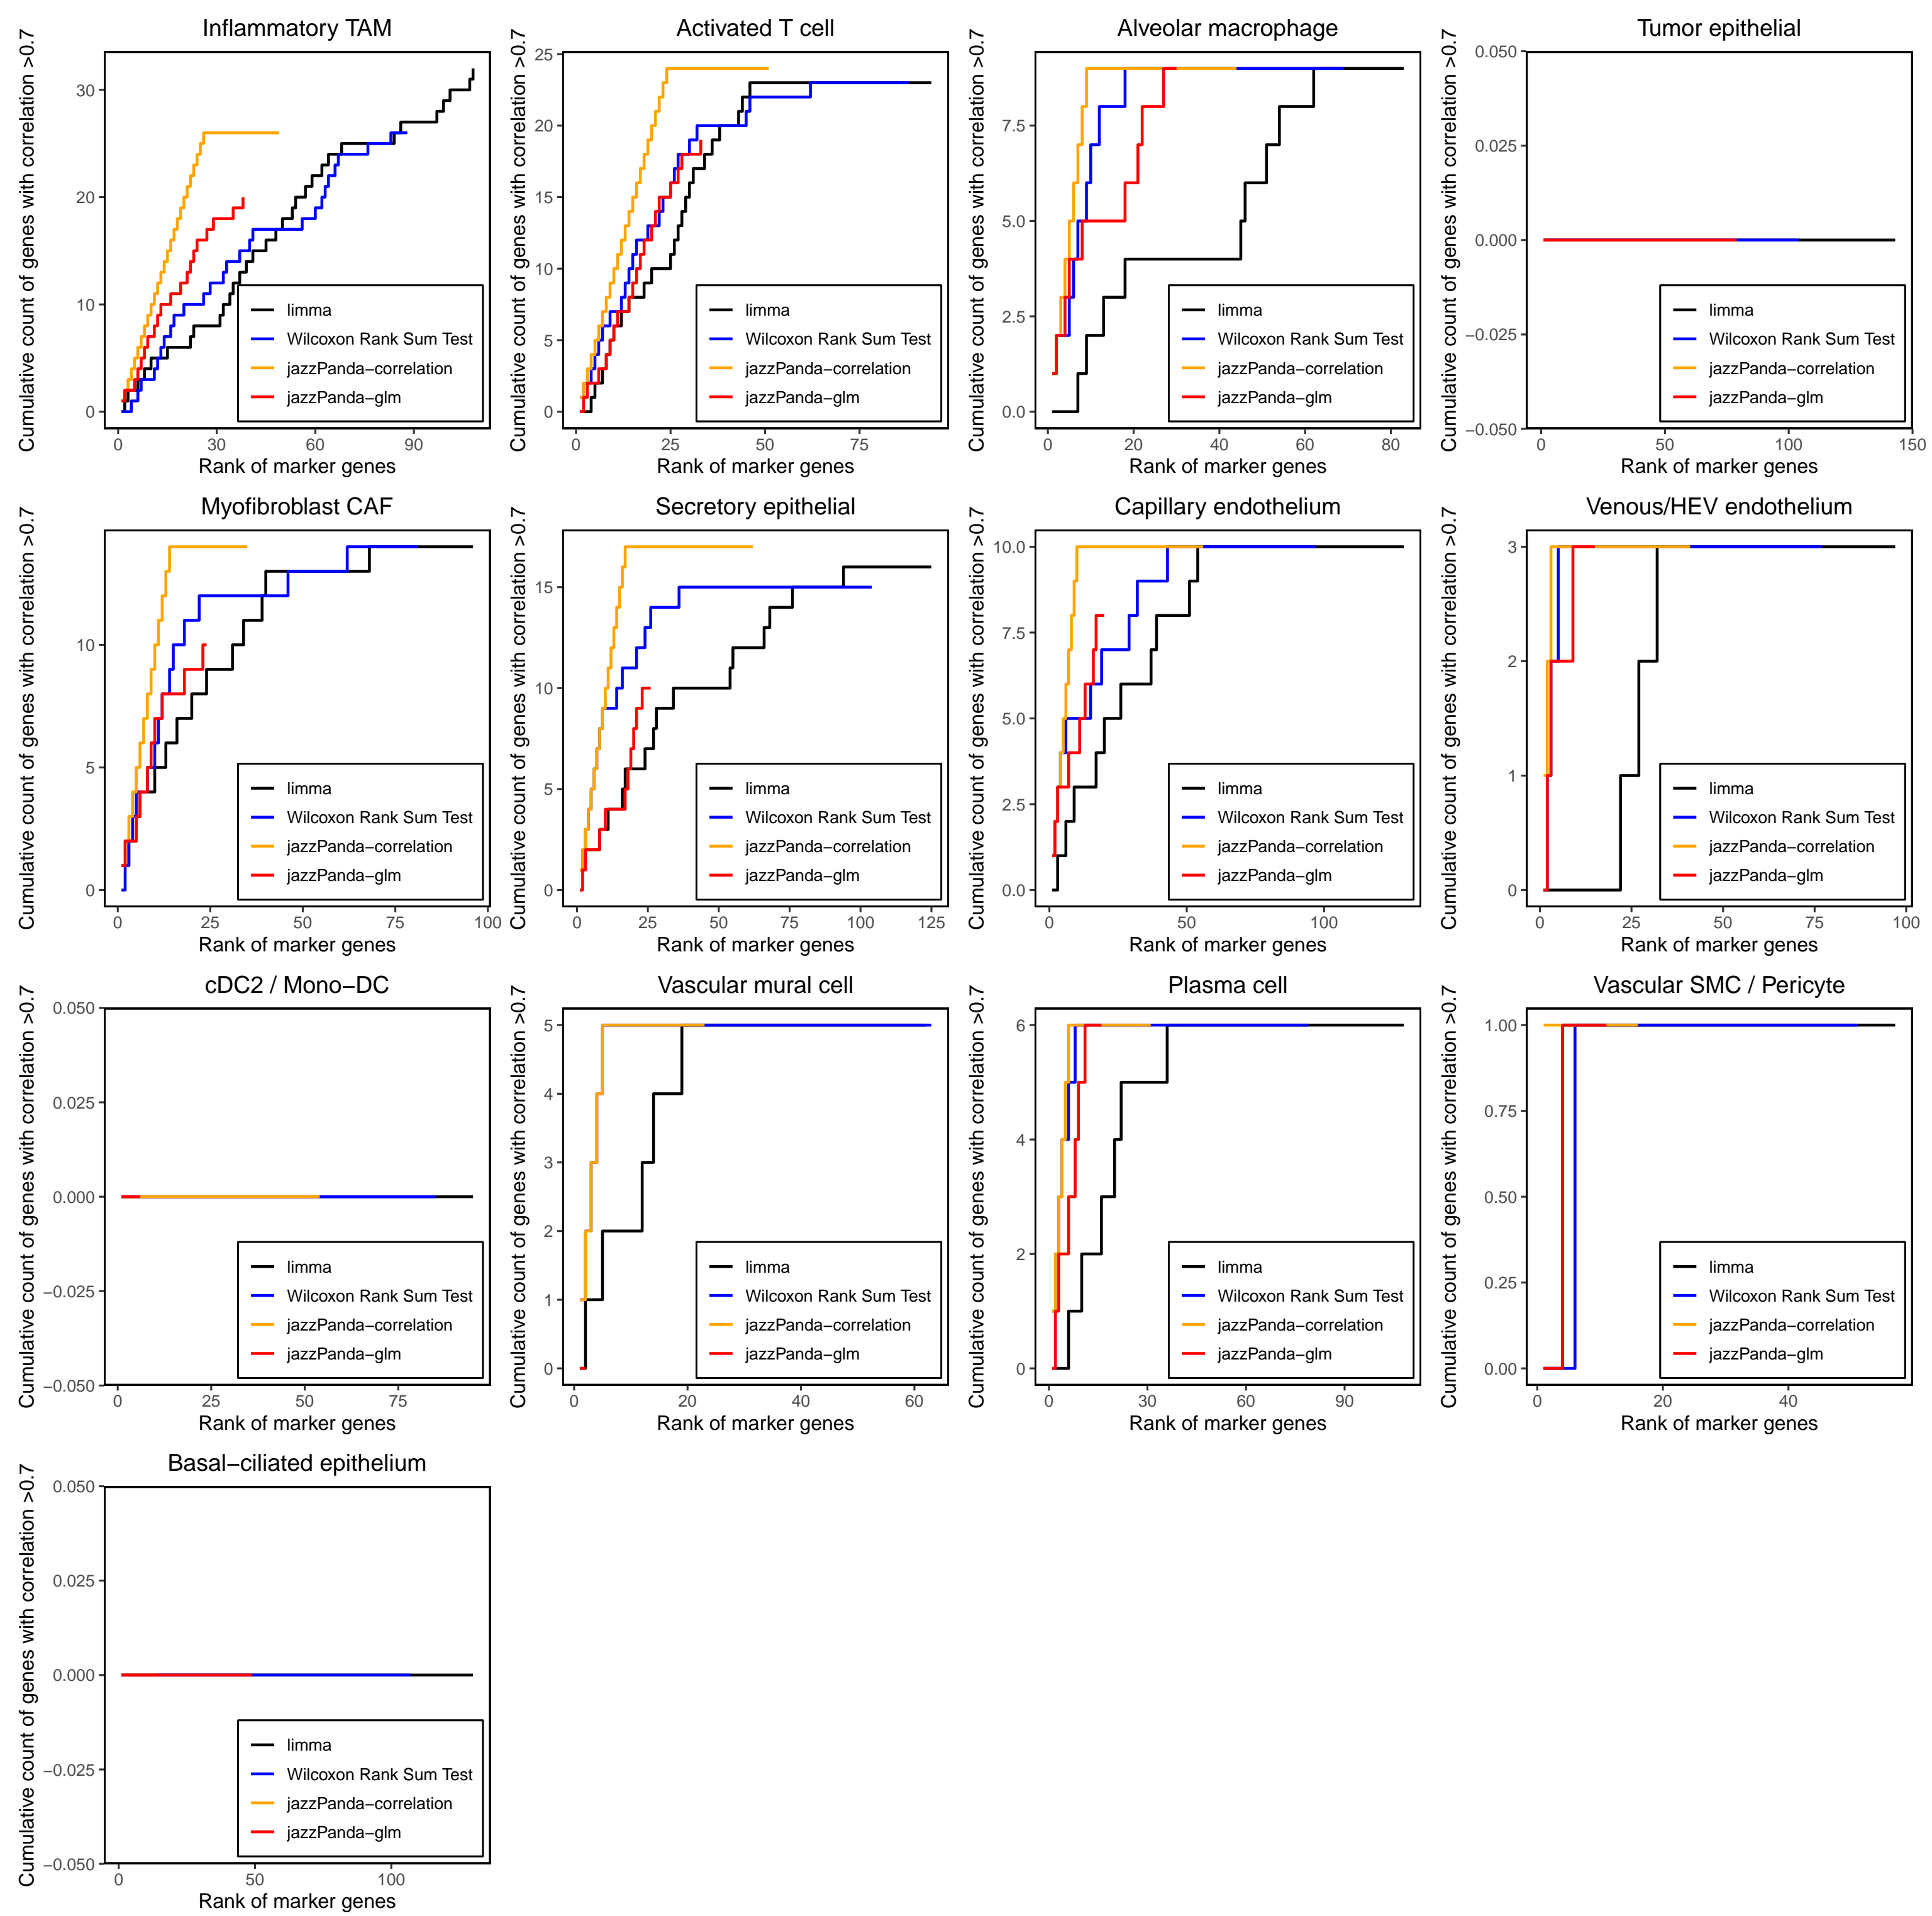 Inflammatory TAM
Cumulative count of genes with correlation >0.7
30
20
10
0
limma
Wilcoxon Rank Sum Test
jazzPanda−correlation
jazzPanda−glm
0 30 60 90
Rank of marker genes
Activated T cell
Cumulative count of genes with correlation >0.7
25
20
15
10
5
0
limma
Wilcoxon Rank Sum Test
jazzPanda−correlation
jazzPanda−glm
0 25 50 75
Rank of marker genes
Alveolar macrophage
Cumulative count of genes with correlation >0.7
7.5
5.0
2.5
0.0
limma
Wilcoxon Rank Sum Test
jazzPanda−correlation
jazzPanda−glm
0 20 40 60 80
Rank of marker genes
Tumor epithelial
Cumulative count of genes with correlation >0.7
0.050
0.025
0.000
−0.025
−0.050
limma
Wilcoxon Rank Sum Test
jazzPanda−correlation
jazzPanda−glm
0 50 100 150
Rank of marker genes
Myofibroblast CAF
Cumulative count of genes with correlation >0.7
10
5
0
limma
Wilcoxon Rank Sum Test
jazzPanda−correlation
jazzPanda−glm
0 25 50 75 100
Rank of marker genes
Secretory epithelial
Cumulative count of genes with correlation >0.7
15
10
5
0
limma
Wilcoxon Rank Sum Test
jazzPanda−correlation
jazzPanda−glm
0 25 50 75 100 125
Rank of marker genes
Capillary endothelium
Cumulative count of genes with correlation >0.7
10.0
7.5
5.0
2.5
0.0
limma
Wilcoxon Rank Sum Test
jazzPanda−correlation
jazzPanda−glm
0 50 100
Rank of marker genes
Venous/HEV endothelium
Cumulative count of genes with correlation >0.7
3
2
1
0
limma
Wilcoxon Rank Sum Test
jazzPanda−correlation
jazzPanda−glm
0 25 50 75 100
Rank of marker genes
cDC2 / Mono−DC
Cumulative count of genes with correlation >0.7
0.050
0.025
0.000
−0.025
−0.050
limma
Wilcoxon Rank Sum Test
jazzPanda−correlation
jazzPanda−glm
0 25 50 75
Rank of marker genes
Vascular mural cell
Cumulative count of genes with correlation >0.7
5
4
3
2
1
0
limma
Wilcoxon Rank Sum Test
jazzPanda−correlation
jazzPanda−glm
0 20 40 60
Rank of marker genes
Plasma cell
Cumulative count of genes with correlation >0.7
6
4
2
0
limma
Wilcoxon Rank Sum Test
jazzPanda−correlation
jazzPanda−glm
0 30 60 90
Rank of marker genes
Vascular SMC / Pericyte
Cumulative count of genes with correlation >0.7
1.00
0.75
0.50
0.25
0.00
limma
Wilcoxon Rank Sum Test
jazzPanda−correlation
jazzPanda−glm
0 20 40
Rank of marker genes
Basal−ciliated epithelium
Cumulative count of genes with correlation >0.7
0.050
0.025
0.000
−0.025
−0.050
limma
Wilcoxon Rank Sum Test
jazzPanda−correlation
jazzPanda−glm
0 50 100
Rank of marker genes